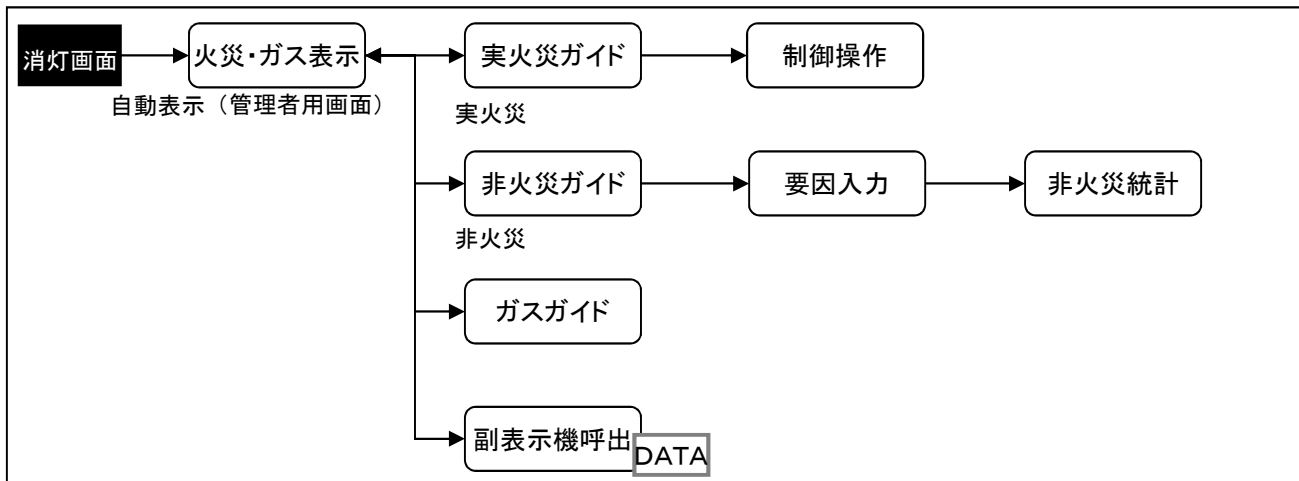 消灯画面
火災・ガス表示
実火災ガイド
制御操作
自動表示（管理者用画面）
実火災
非火災ガイド
要因入力
非火災統計
非火災
ガスガイド
副表示機呼出
DATA